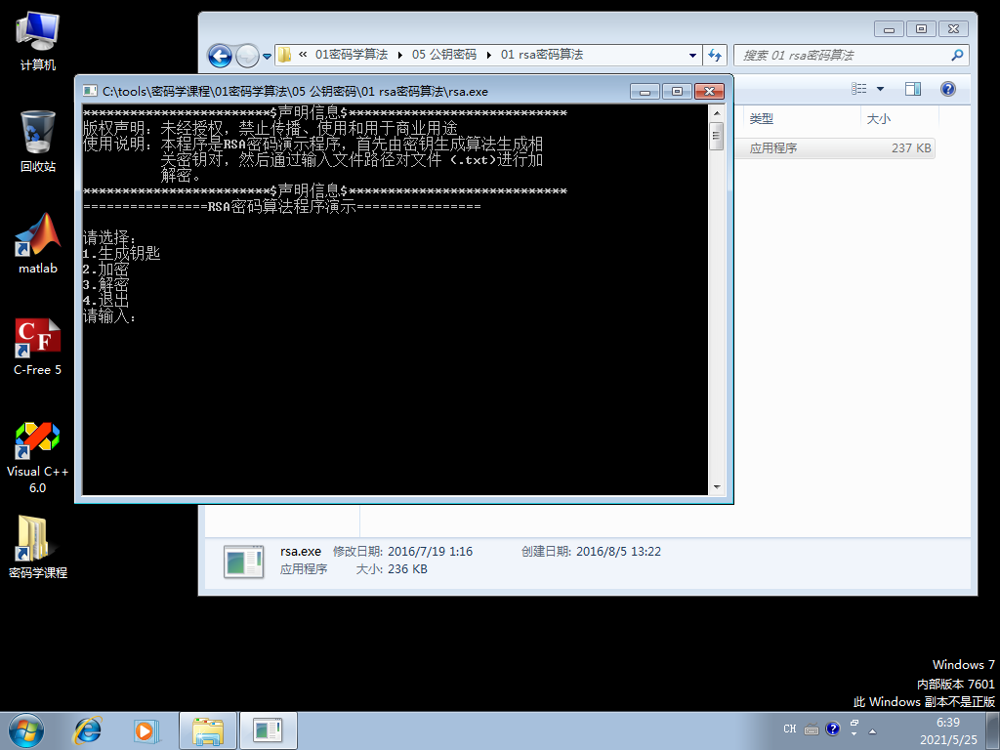 计算机
回收站
matlab
C-Free 5
Visual C++
6.0
密码学课程
« 01密码学算法 ▸ 05 公钥密码 ▸ 01 rsa密码算法
搜索 01 rsa密码算法
类型
大小
应用程序
237 KB
C:\tools\密码学课程\01密码学算法\05 公钥密码\01 rsa密码算法\rsa.exe
************************$声明信息$****************************
版权声明：未经授权，禁止传播、使用和用于商业用途
使用说明：本程序是RSA密码演示程序，首先由密钥生成算法生成相
关密钥对，然后通过输入文件路径对文件（.txt)进行加
解密。
************************$声明信息$****************************
================RSA密码算法程序演示================
请选择：
1.生成钥匙
2.加密
3.解密
4.退出
请输入：
rsa.exe 修改日期: 2016/7/19 1:16 创建日期: 2016/8/5 13:22
应用程序 大小: 236 KB
Windows 7
内部版本 7601
此 Windows 副本不是正版
CH
6:39
2021/5/25